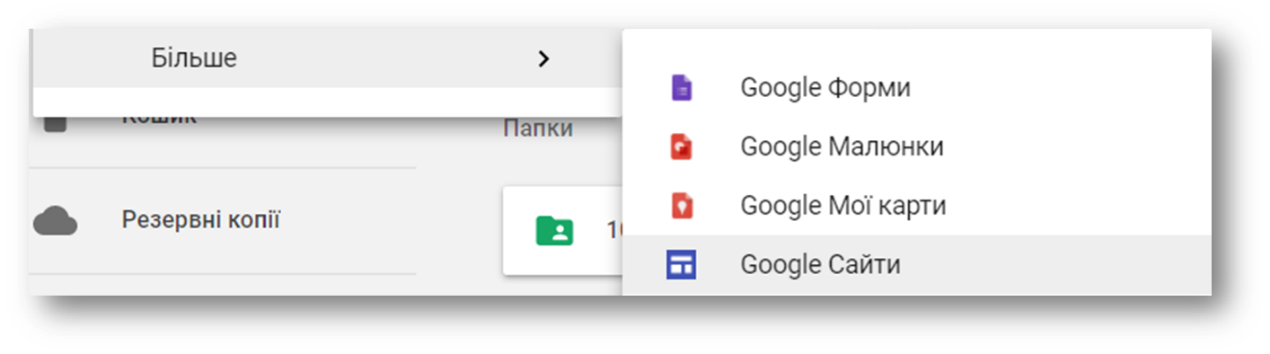 Більше
Кошик
Резервні копії
Папки
Google Форми
Google Малюнки
Google Мої карти
Google Сайти